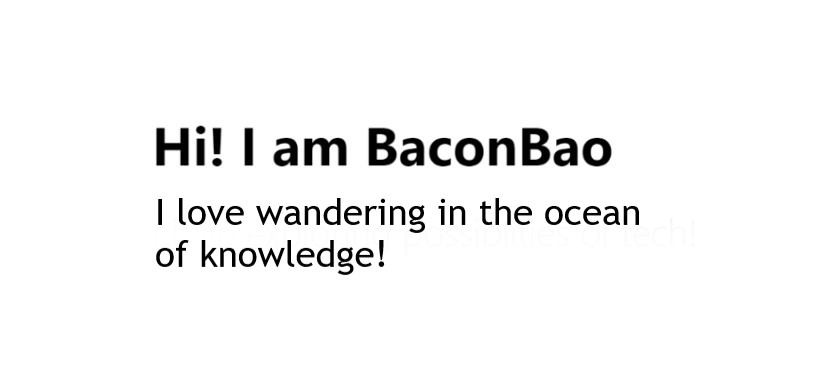 Hi! I am BaconBao
I love wandering in the ocean
possibilities of Tech!
of knowledge!